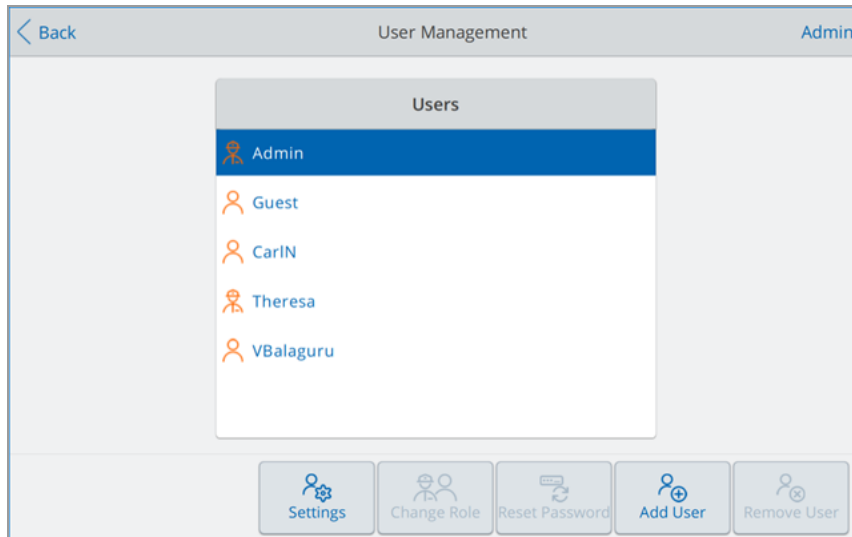 Back
User Management
Admin
Users
Admin
Guest
CarlN
Theresa
VBalaguru
Settings
Change Role
Reset Password
Add User
Remove User